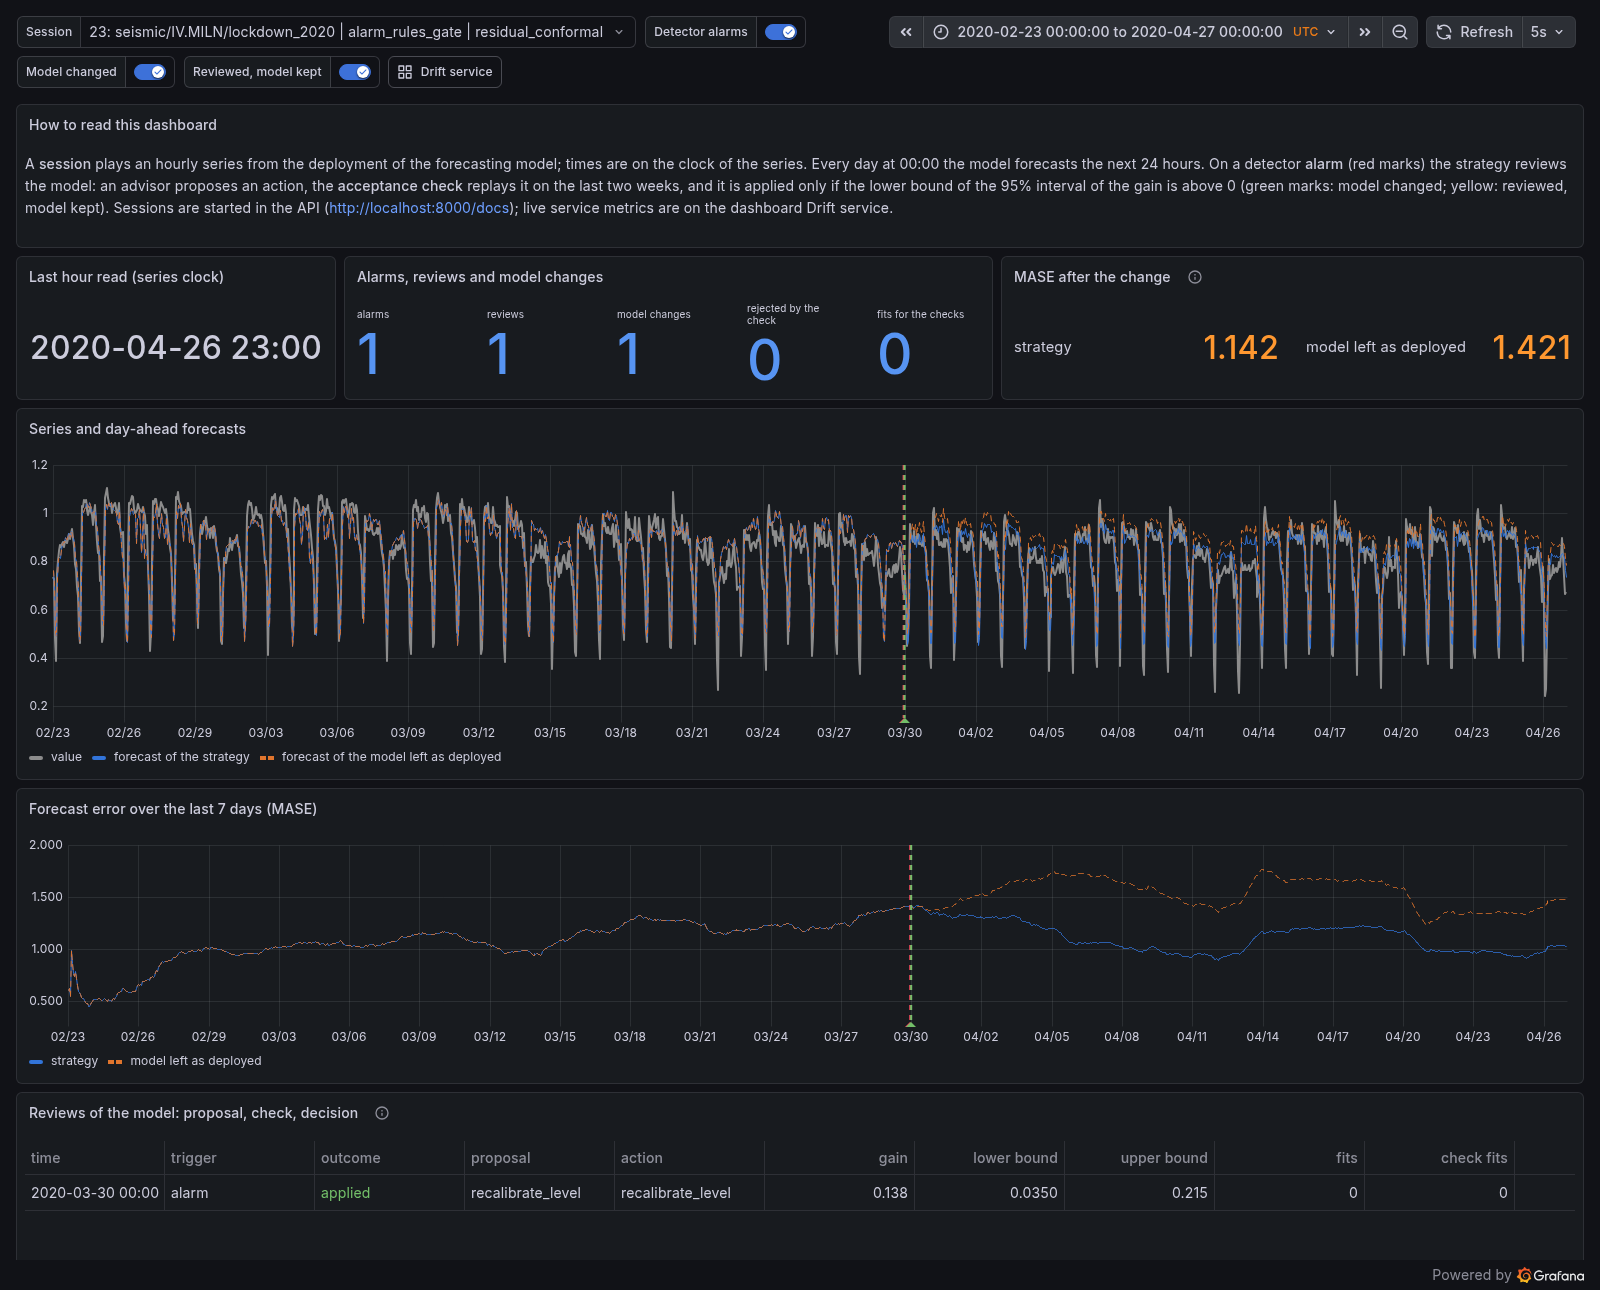 Session 23: seismic/IV.MILN/lockdown_2020 | alarm_rules_gate | residual_conformal Detector alarms 2020-02-23 00:00:00 to 2020-04-27 00:00:00 UTC Refresh 5s
Model changed Reviewed, model kept Drift service
How to read this dashboard
A session plays an hourly series from the deployment of the forecasting model; times are on the clock of the series. Every day at 00:00 the model forecasts the next 24 hours. On a detector alarm (red marks) the strategy reviews
the model: an advisor proposes an action, the acceptance check replays it on the last two weeks, and it is applied only if the lower bound of the 95% interval of the gain is above 0 (green marks: model changed; yellow: reviewed,
model kept). Sessions are started in the API (http://localhost:8000/docs); live service metrics are on the dashboard Drift service.
Last hour read (series clock)
2020-04-26 23:00
Alarms, reviews and model changes
alarms reviews model changes rejected by the check fits for the checks
1 1 1 0 0
MASE after the change
strategy 1.142 model left as deployed 1.421
Series and day-ahead forecasts
1.2
1
0.8
0.6
0.4
0.2
02/23 02/26 02/29 03/03 03/06 03/09 03/12 03/15 03/18 03/21 03/24 03/27 03/30 04/02 04/05 04/08 04/11 04/14 04/17 04/20 04/23 04/26
value forecast of the strategy forecast of the model left as deployed
Forecast error over the last 7 days (MASE)
2.000
1.500
1.000
0.500
02/23 02/26 02/29 03/03 03/06 03/09 03/12 03/15 03/18 03/21 03/24 03/27 03/30 04/02 04/05 04/08 04/11 04/14 04/17 04/20 04/23 04/26
strategy model left as deployed
Reviews of the model: proposal, check, decision
time trigger outcome proposal action gain lower bound upper bound fits check fits
2020-03-30 00:00 alarm applied recalibrate_level recalibrate_level 0.138 0.0350 0.215 0 0
Powered by Grafana